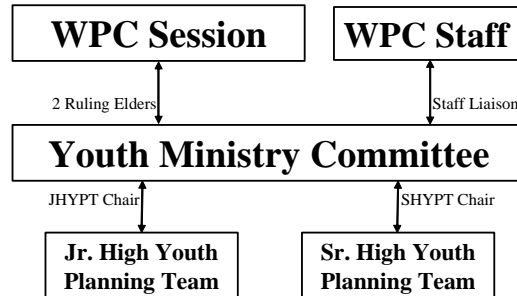 WPC Session
WPC Staff
2 Ruling Elders
Staff Liaison
Youth Ministry Committee
JHYPT Chair
SHYPT Chair
Jr. High Youth
Planning Team
Sr. High Youth
Planning Team